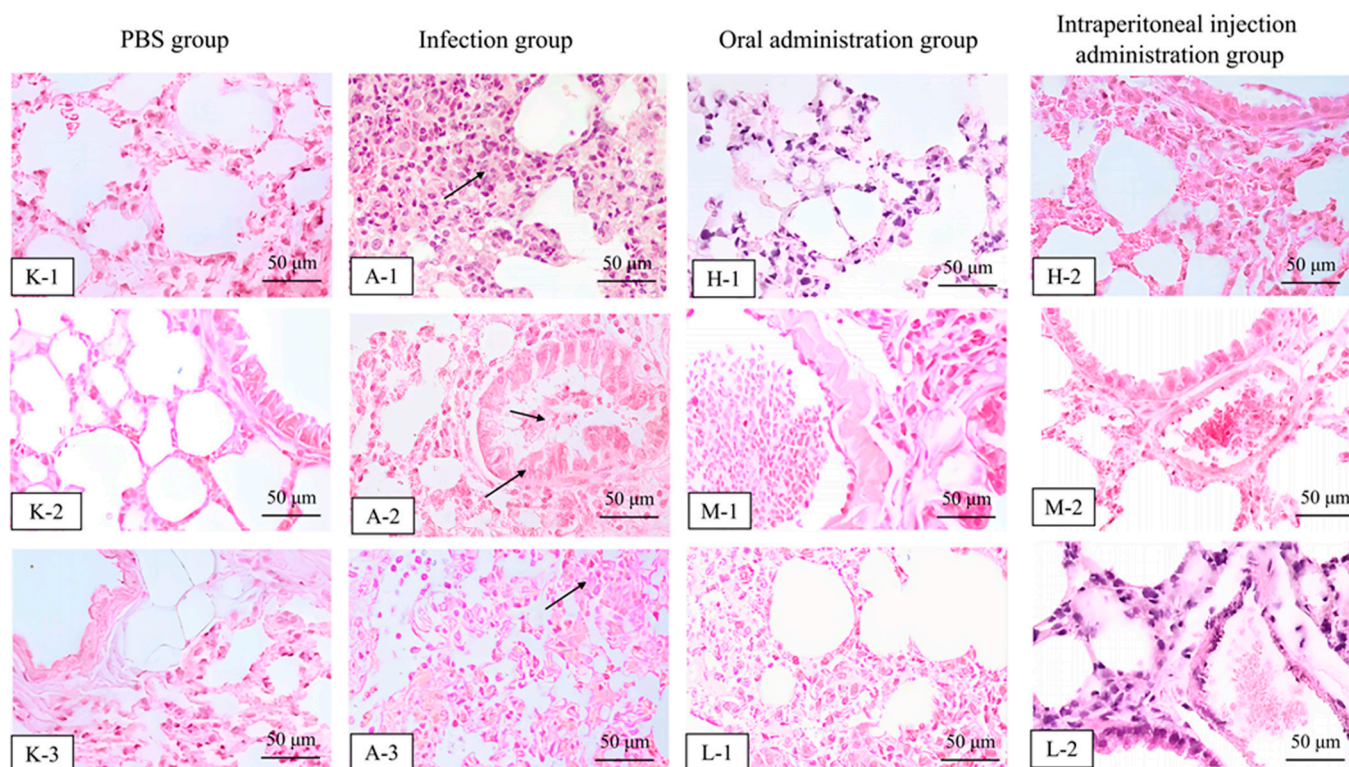 PBS group
Infection group
Oral administration group
Intraperitoneal injection
administration group
K-1
50 μm
A-1
50 μm
H-1
50 μm
H-2
50 μm
K-2
50 μm
A-2
50 μm
M-1
50 μm
M-2
50 μm
K-3
50 μm
A-3
50 μm
L-1
50 μm
L-2
50 μm